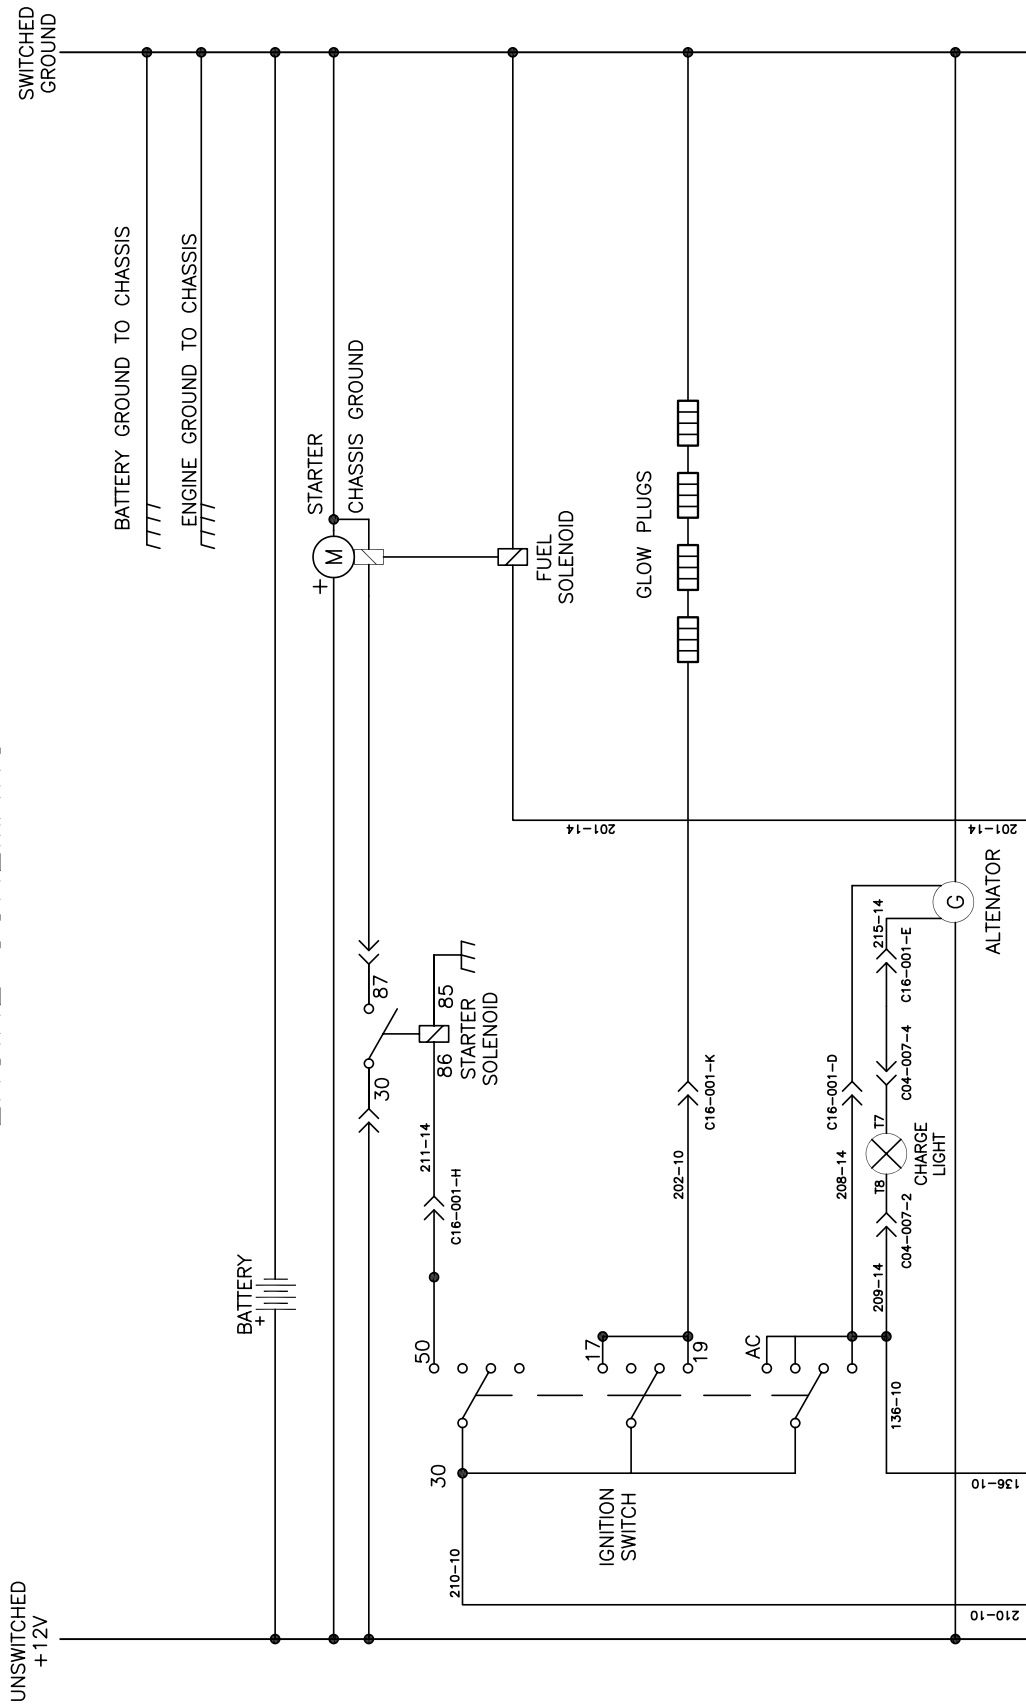 SWITCHED
GROUND
BATTERY GROUND TO CHASSIS
ENGINE GROUND TO CHASSIS
STARTER
CHASSIS GROUND
+
M
FUEL
SOLENOID
GLOW PLUGS
201-14
201-14
ALTENATOR
G
215-14
C16-001-E
87
30
85
86
STARTER
SOLENOID
211-14
C16-001-H
C16-001-K
202-10
C16-001-D
208-14
C04-007-4
T7
CHARGE
LIGHT
T8
C04-007-2
209-14
BATTERY
+
50
17
19
AC
30
136-10
136-10
IGNITION
SWITCH
210-10
210-10
UNSWITCHED
+12V